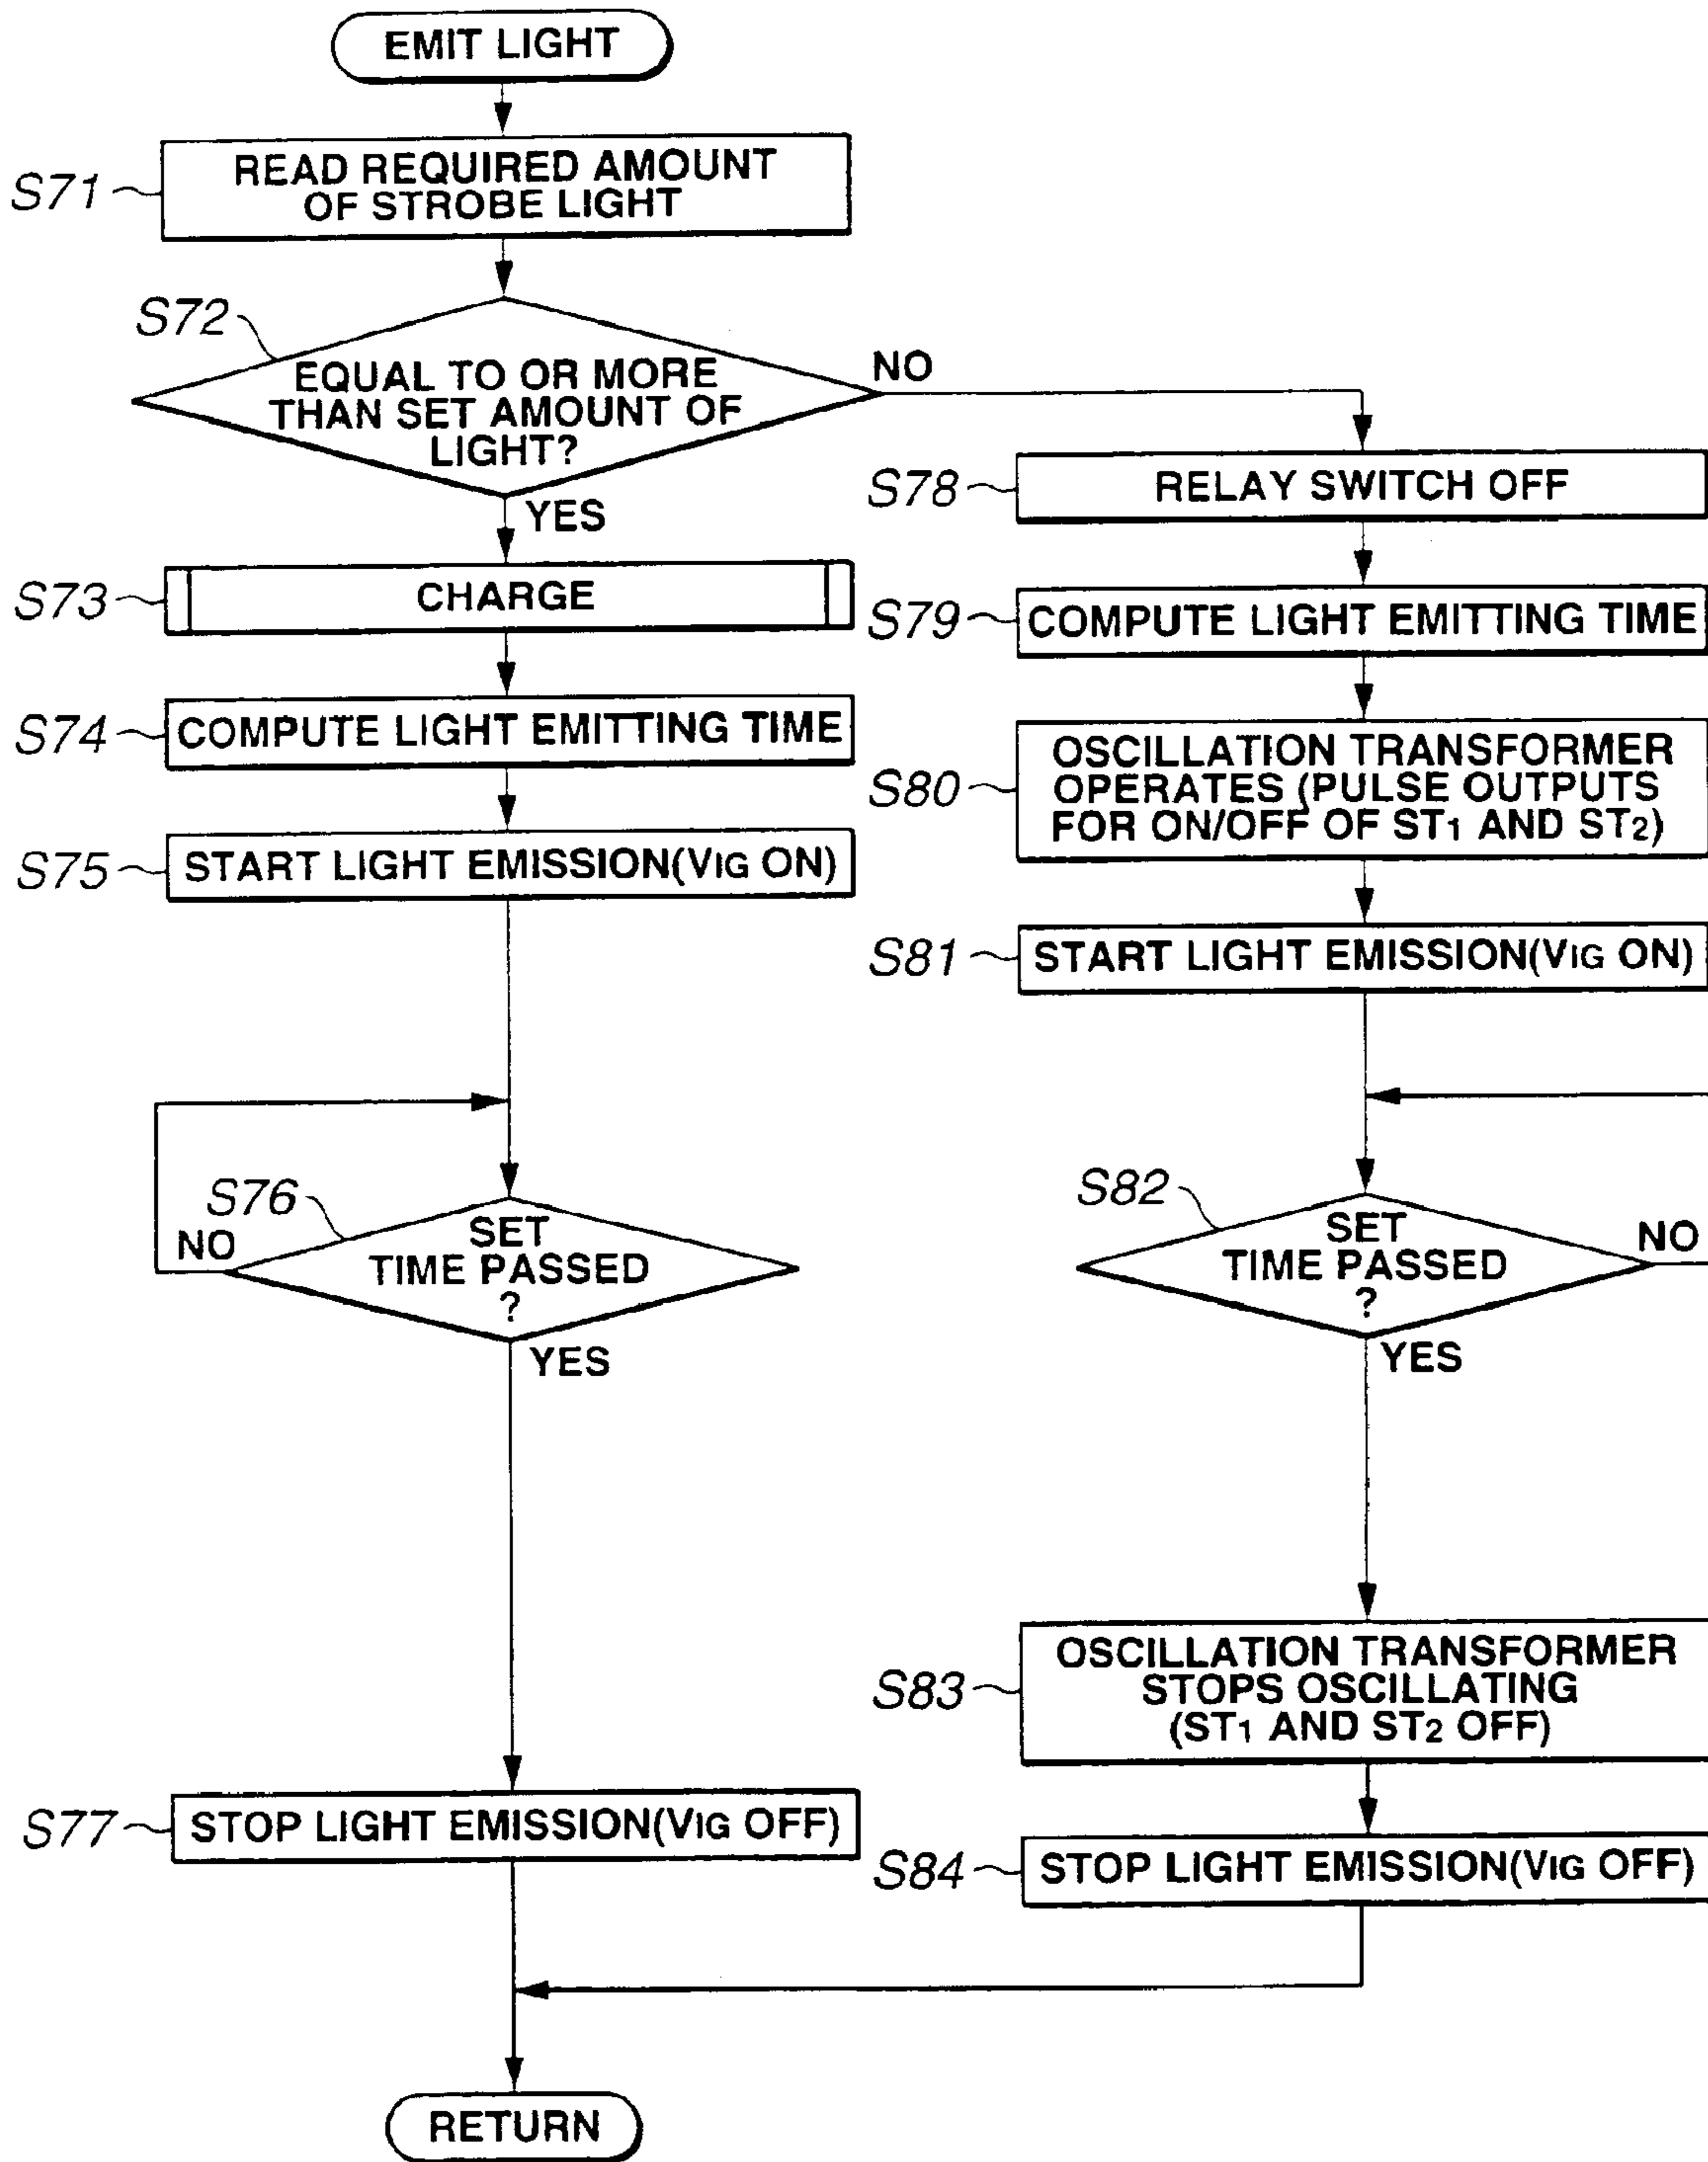 EMIT LIGHT
S71
READ REQUIRED AMOUNT
OF STROBE LIGHT
S72
EQUAL TO OR MORE
THAN SET AMOUNT OF
LIGHT?
NO
YES
S73
CHARGE
S74
COMPUTE LIGHT EMITTING TIME
S75
START LIGHT EMISSION(VIG ON)
S76
SET
TIME PASSED
?
NO
YES
S77
STOP LIGHT EMISSION(VIG OFF)
S78
RELAY SWITCH OFF
S79
COMPUTE LIGHT EMITTING TIME
S80
OSCILLATION TRANSFORMER
OPERATES (PULSE OUTPUTS
FOR ON/OFF OF ST1 AND ST2)
S81
START LIGHT EMISSION(VIG ON)
S82
SET
TIME PASSED
?
NO
YES
S83
OSCILLATION TRANSFORMER
STOPS OSCILLATING
(ST1 AND ST2 OFF)
S84
STOP LIGHT EMISSION(VIG OFF)
RETURN